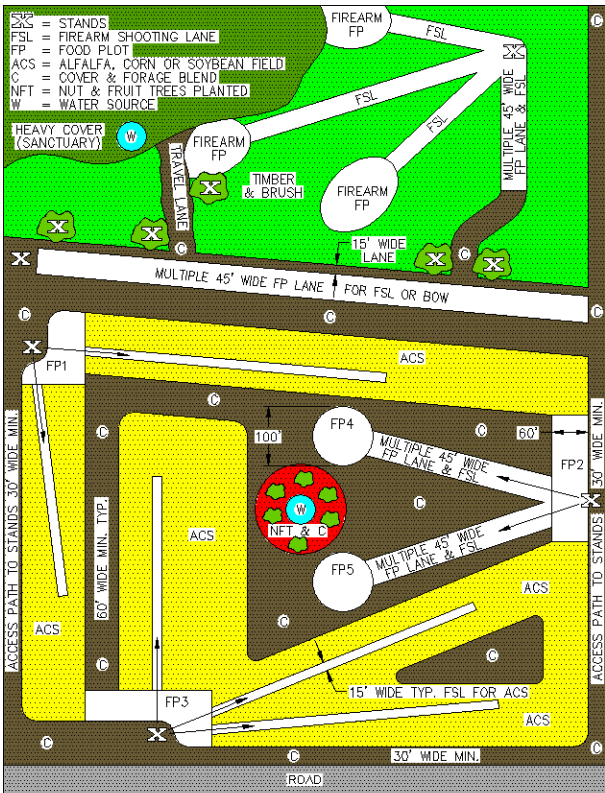 X = STANDS
FSL = FIREARM SHOOTING LANE
FP = FOOD PLOT
ACS = ALFALFA, CORN OR SOYBEAN FIELD
C = COVER & FORAGE BLEND
NFT = NUT & FRUIT TREES PLANTED
W = WATER SOURCE
FIREARM
FP
FSL
C
X
HEAVY COVER
(SANCTUARY)
W
FSL
FIREARM
FP
FSL
MULTIPLE 45' WIDE
FP LANE & FSL
TRAVEL LANE
X
TIMBER
& BRUSH
FIREARM
FP
X
X
C
15' WIDE
LANE
X
C
X
X
MULTIPLE 45' WIDE FP LANE
FOR FSL OR BOW
C
C
C
X
FP1
ACS
C
C
100'
FP4
C
60'
FP2
MULTIPLE 45' WIDE
FP LANE & FSL
C
X
W
NFT & C
ACS
MULTIPLE 45' WIDE
FP LANE & FSL
FP5
ACS
ACCESS PATH TO STANDS 30' WIDE MIN.
60' WIDE MIN. TYP.
ACCESS PATH TO STANDS 30' WIDE MIN.
ACS
C
C
C
FP3
15' WIDE TYP. FSL FOR ACS
X
ACS
C
C
30' WIDE MIN.
C
ROAD